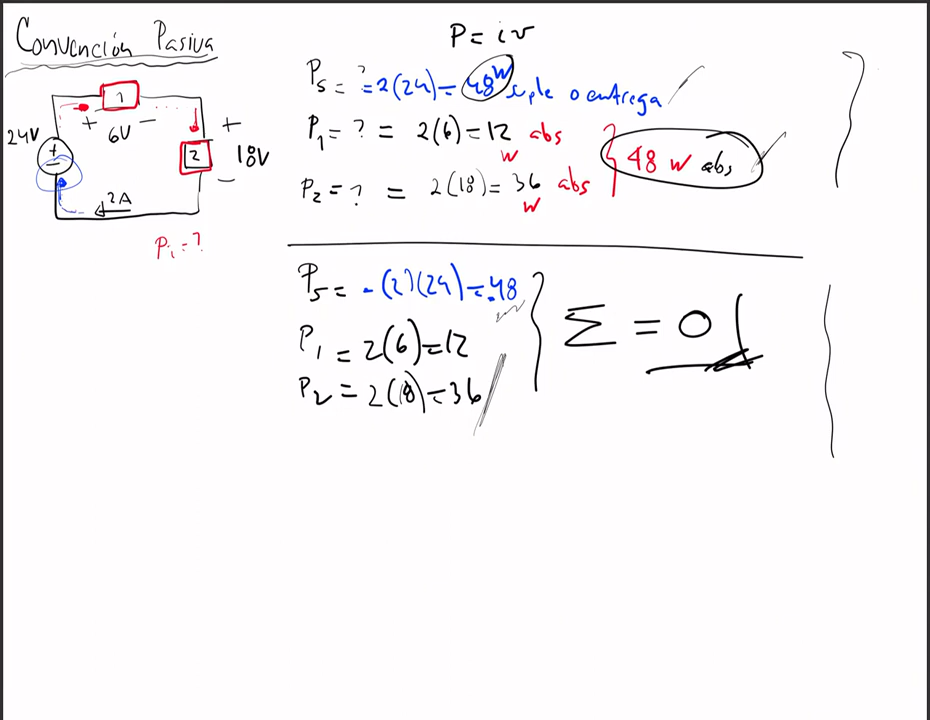 Convención Pasiva
P = i v
24V
+
-
1
+ 6V -
2
+
18V
-
2A
Pi = ?
Ps = ? = 2(24) = 48 W suple o entrega
P1 = ? = 2(6) = 12 W abs
P2 = ? = 2(18) = 36 W abs
48 W abs
Ps = -(2)(24) = -48
P1 = 2(6) = 12
P2 = 2(18) = 36
Σ = 0